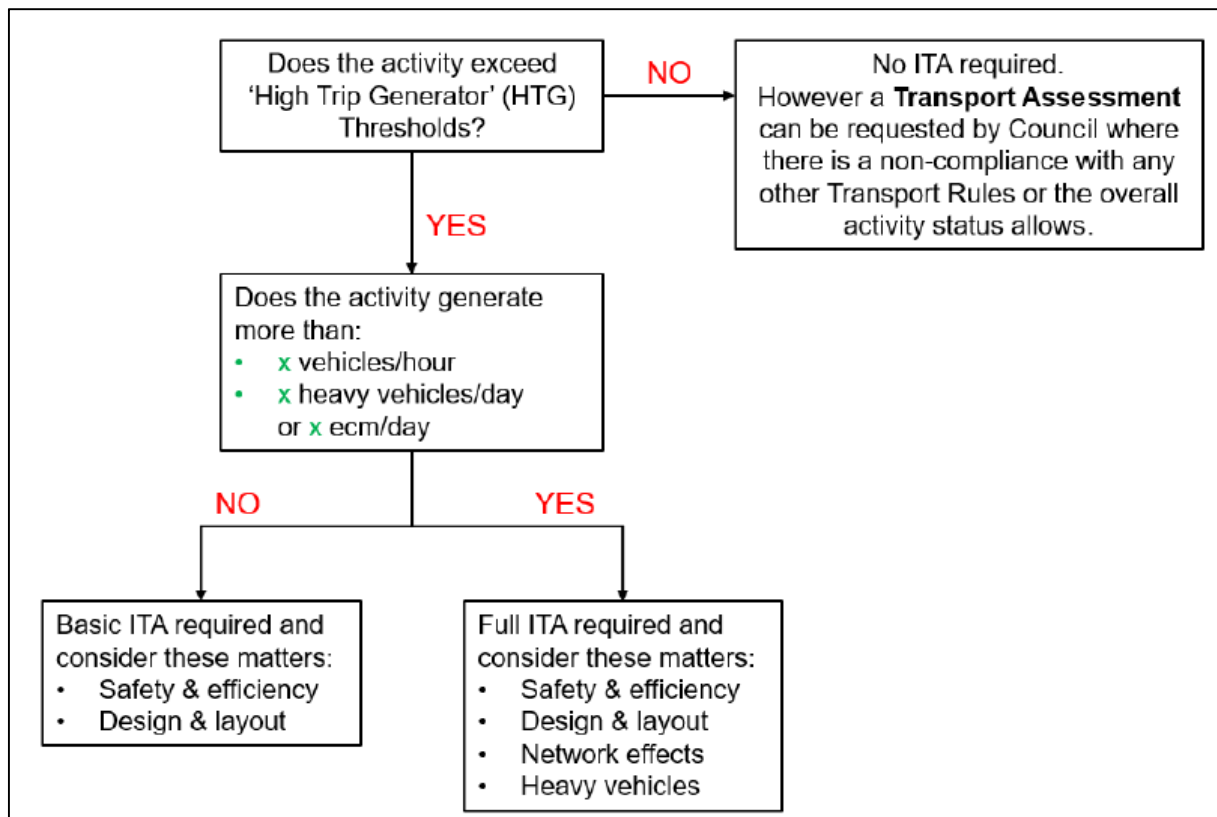 Does the activity exceed
‘High Trip Generator’ (HTG)
Thresholds?
NO
No ITA required.
However a Transport Assessment
can be requested by Council where
there is a non-compliance with any
other Transport Rules or the overall
activity status allows.
YES
Does the activity generate
more than:
• x vehicles/hour
• x heavy vehicles/day
or x ecm/day
NO
YES
Basic ITA required and
consider these matters:
• Safety & efficiency
• Design & layout
Full ITA required and
consider these matters:
• Safety & efficiency
• Design & layout
• Network effects
• Heavy vehicles